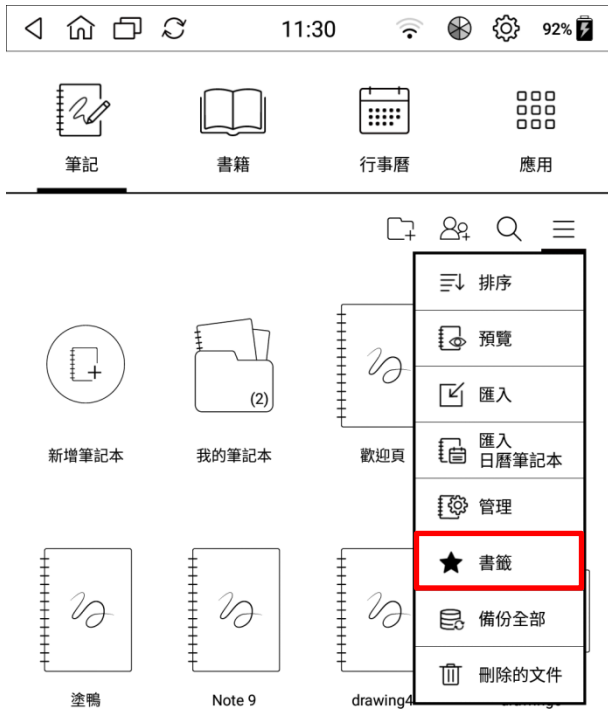 11:30
92%
筆記
書籍
行事曆
應用
排序
預覽
匯入
匯入
日曆筆記本
管理
書籤
備份全部
刪除的文件
(2)
新增筆記本
我的筆記本
歡迎頁
塗鴨
Note 9
drawing4